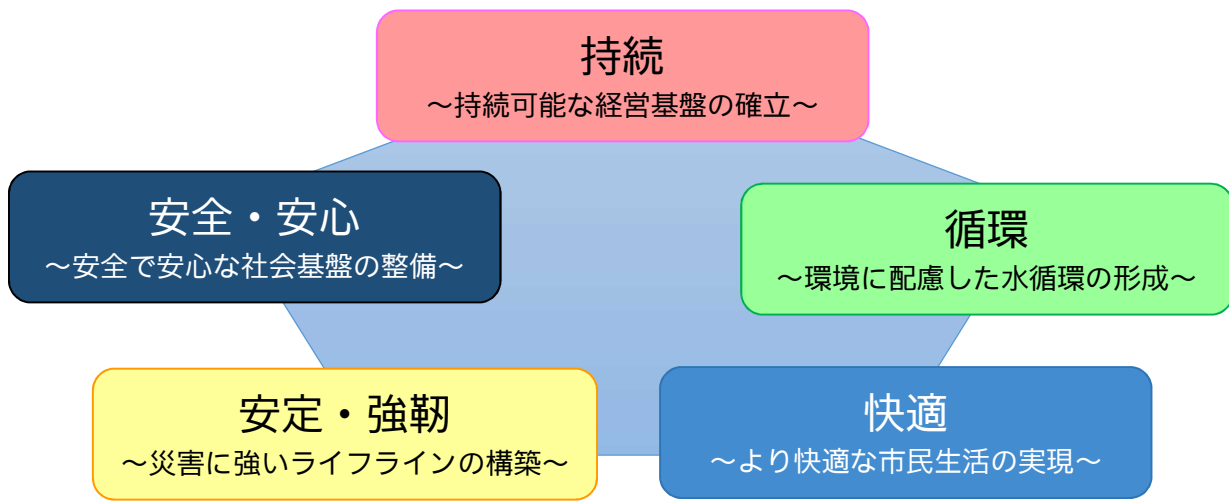 持続
～持続可能な経営基盤の確立～
安全・安心
～安全で安心な社会基盤の整備～
循環
～環境に配慮した水循環の形成～
安定・強靭
～災害に強いライフラインの構築～
快適
～より快適な市民生活の実現～